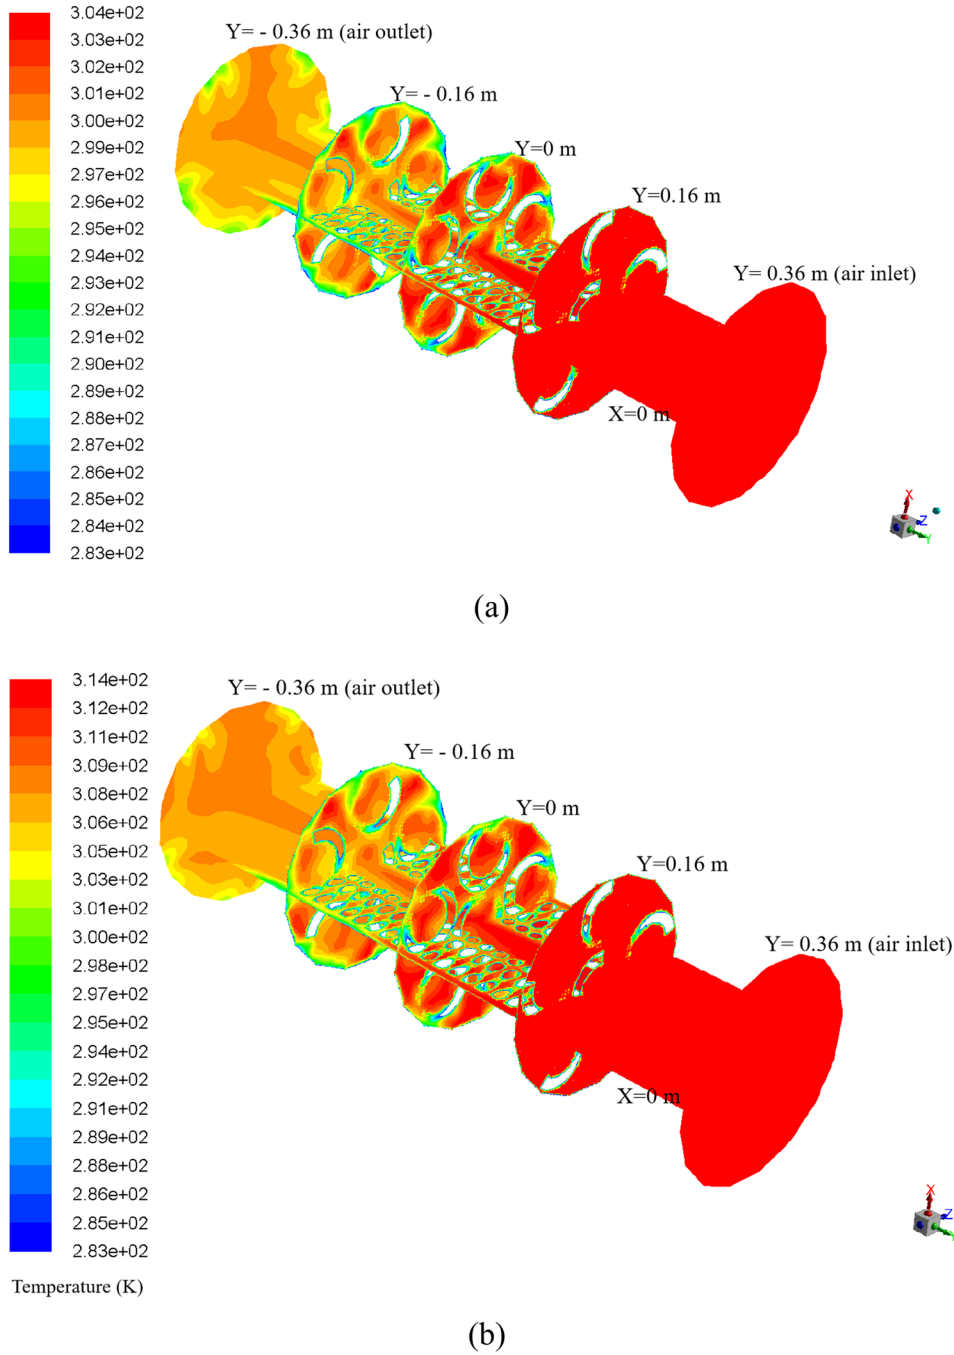 3.04e+02
3.03e+02
3.02e+02
3.01e+02
3.00e+02
2.99e+02
2.97e+02
2.96e+02
2.95e+02
2.94e+02
2.93e+02
2.92e+02
2.91e+02
2.90e+02
2.89e+02
2.88e+02
2.87e+02
2.86e+02
2.85e+02
2.84e+02
2.83e+02
Y= - 0.36 m (air outlet)
Y= - 0.16 m
Y=0 m
Y=0.16 m
Y= 0.36 m (air inlet)
X=0 m
X
Z
Y
(a)
3.14e+02
3.12e+02
3.11e+02
3.09e+02
3.08e+02
3.06e+02
3.05e+02
3.03e+02
3.01e+02
3.00e+02
2.98e+02
2.97e+02
2.95e+02
2.94e+02
2.92e+02
2.91e+02
2.89e+02
2.88e+02
2.86e+02
2.85e+02
2.83e+02
Temperature (K)
Y= - 0.36 m (air outlet)
Y= - 0.16 m
Y=0 m
Y=0.16 m
Y= 0.36 m (air inlet)
X=0 m
X
Z
Y
(b)